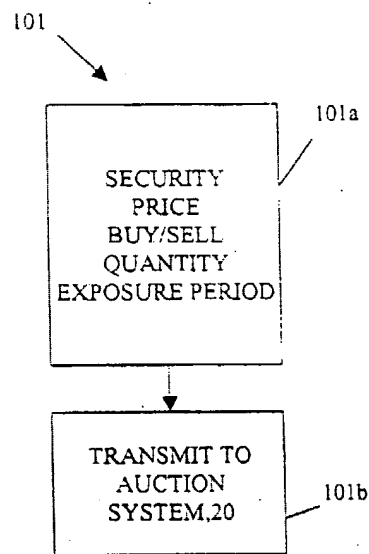 101
101a
SECURITY
PRICE
BUY/SELL
QUANTITY
EXPOSURE PERIOD
TRANSMIT TO
AUCTION
SYSTEM,20
101b